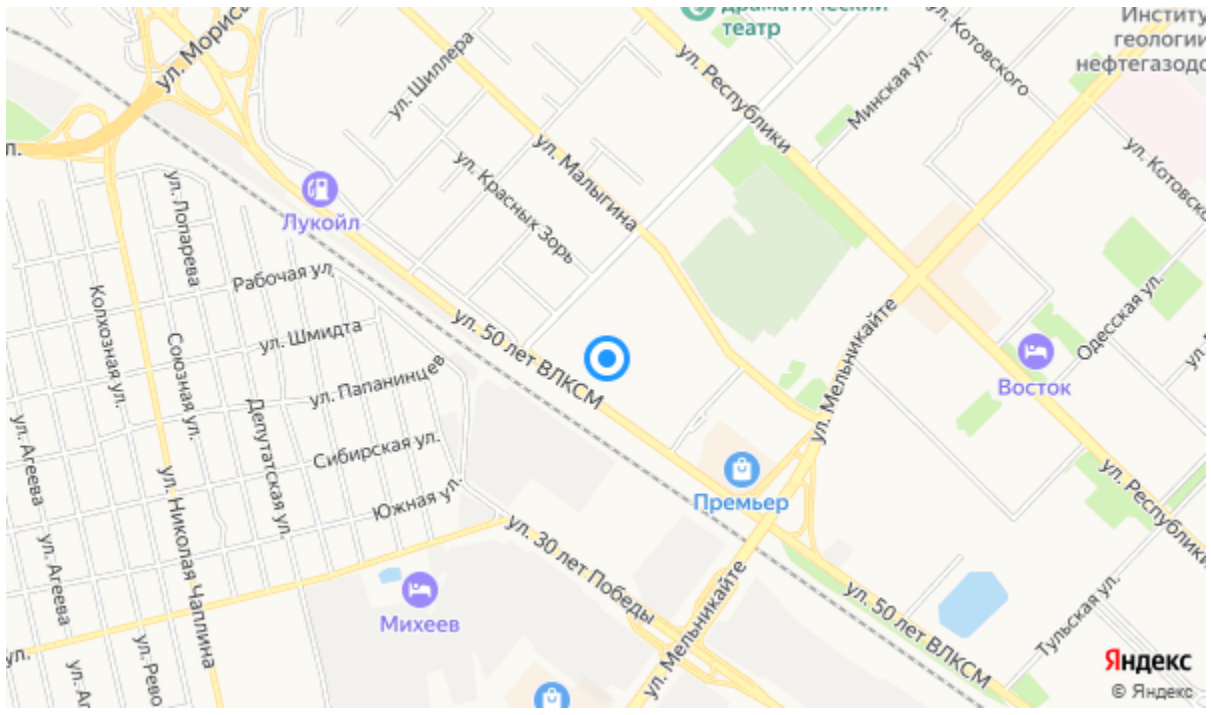 драматический
театр
Институ
геологии
нефтегазодо
ул. Мориса
ул. Шиллера
ул. Республики
Минская ул.
ул. Котовского
ул. Малыгина
ул. Котовско
ул. Красных Зорь
Лукойл
ул. Лопарева
Рабочая ул.
Колхозная ул.
ул. Шмидта
Союзная ул.
ул. Папанинцев
ул. 50 лет ВЛКСМ
ул. Мельникайте
Одесская ул.
Восток
Депутатская ул.
Сибирская ул.
ул. Агеева
Южная ул.
Премьер
ул. Николая Чаплина
ул. 30 лет Победы
ул. Республики
ул. Агеева
Михеев
ул. Мельникайте
ул. 50 лет ВЛКСМ
Тульская ул.
ул.
ул. Рево
ул. Аг
Яндекс
© Яндекс